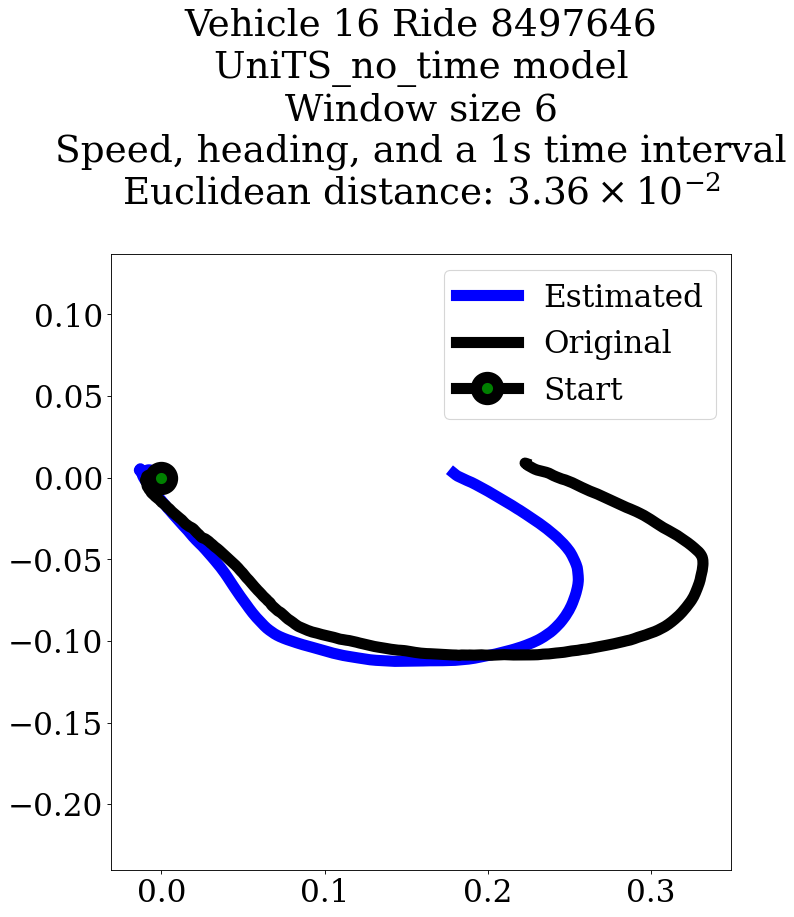 Vehicle 16 Ride 8497646
UniTS_no_time model
Window size 6
Speed, heading, and a 1s time interval
Euclidean distance: 3.36 × 10⁻²
Estimated
Original
Start
0.10
0.05
0.00
−0.05
−0.10
−0.15
−0.20
0.0 0.1 0.2 0.3